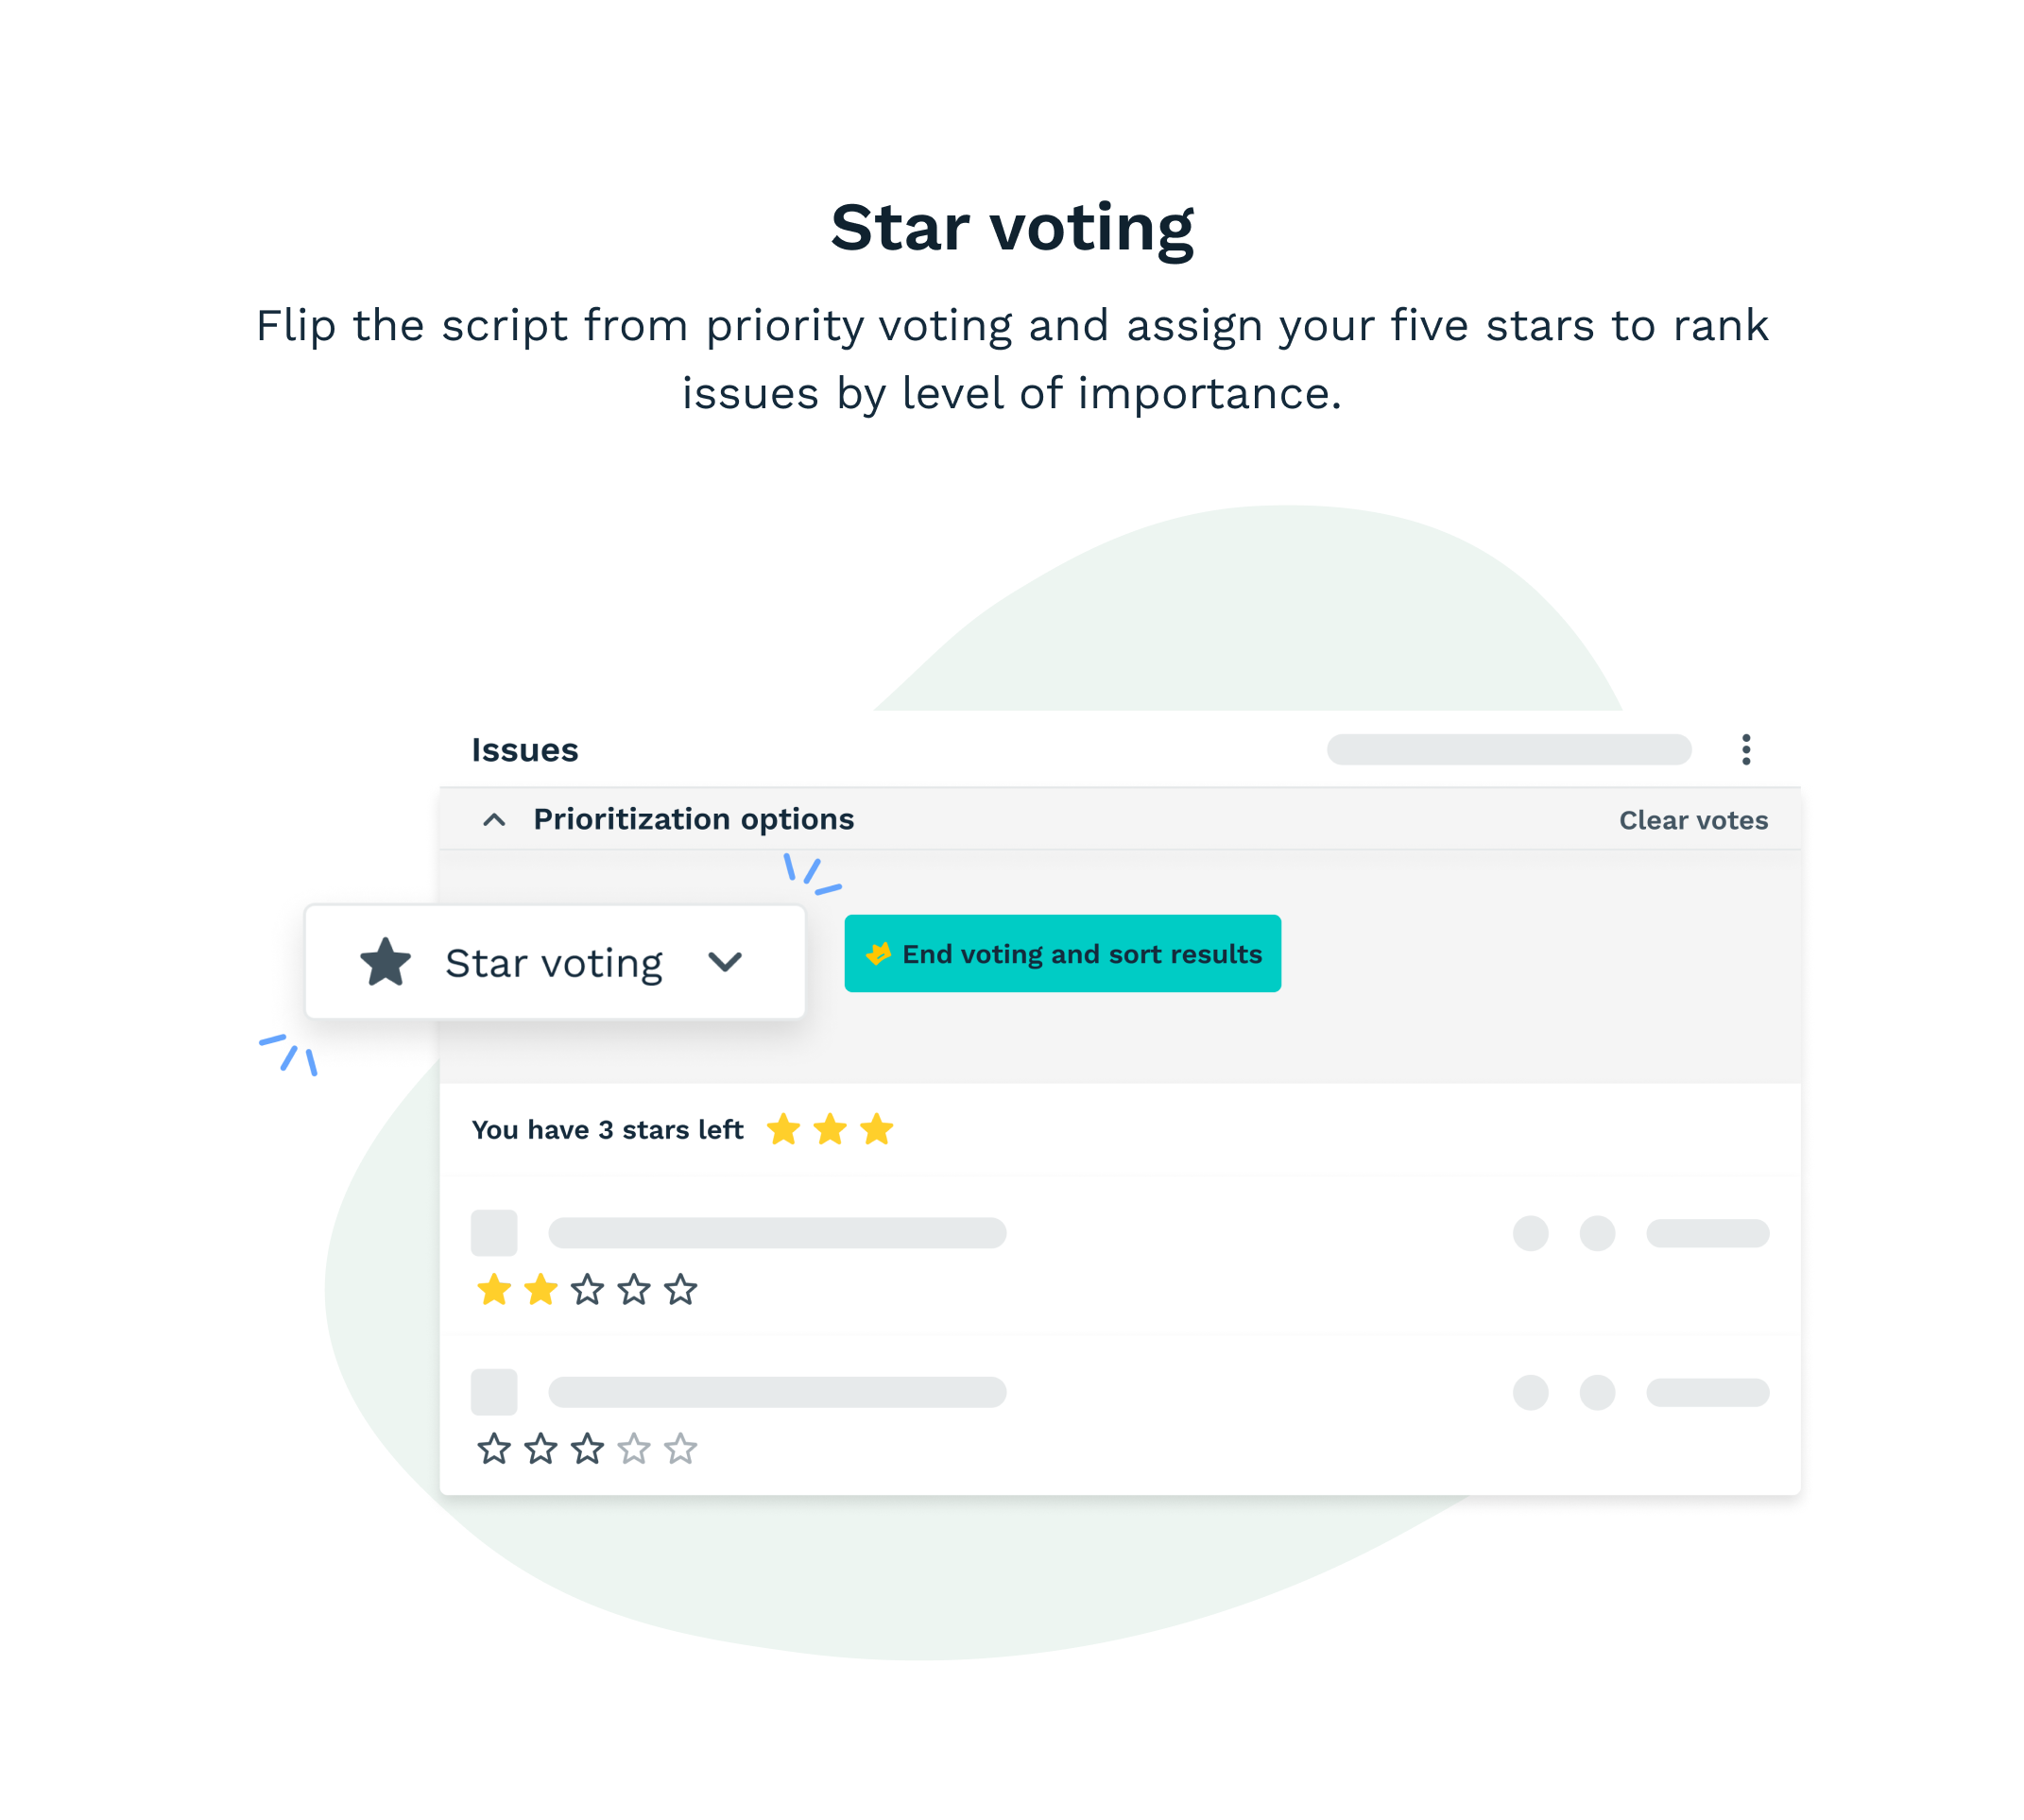 Star voting
Flip the script from priority voting and assign your five stars to rank
issues by level of importance.
Issues
Prioritization options
Clear votes
Star voting
End voting and sort results
You have 3 stars left